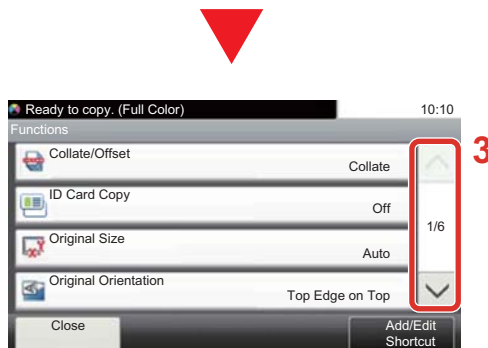 Ready to copy. (Full Color) 10:10
Functions
Collate/Offset
Collate
3
ID Card Copy
Off
1/6
Original Size
Auto
Original Orientation
Top Edge on Top
Close
Add/Edit
Shortcut